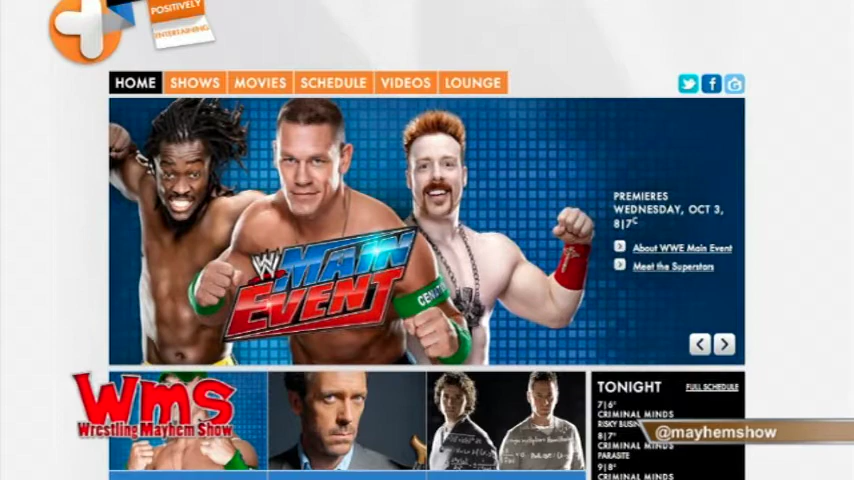 POSITIVELY
ENTERTAINING
HOME
SHOWS
MOVIES
SCHEDULE
VIDEOS
LOUNGE
PREMIERES
WEDNESDAY, OCT 3,
8|7C
About WWE Main Event
Meet the Superstars
W
MAIN
EVENT
CENATION
Wms
Wrestling Mayhem Show
TONIGHT
FULL SCHEDULE
7|6c
CRIMINAL MINDS
RISKY BUSIN
8|7c
CRIMINAL MINDS
PARASITE
9|8c
CRIMINAL MINDS
@mayhemshow